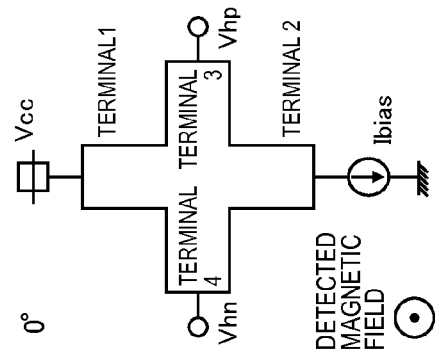 0°
Vcc
TERMINAL1
TERMINAL
4
TERMINAL
3
Vhn
Vhp
TERMINAL 2
Ibias
DETECTED
MAGNETIC
FIELD